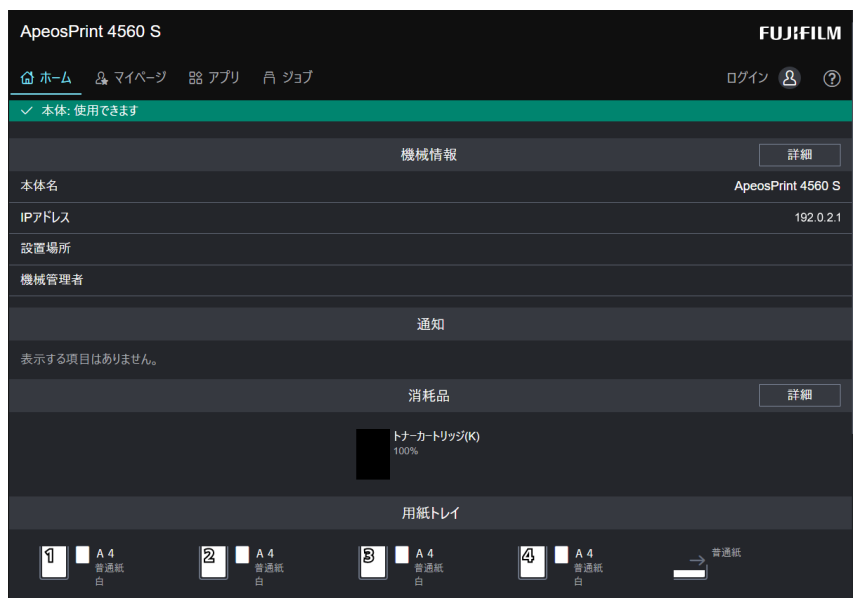 ApeosPrint 4560 S
FUJIFILM
ホーム マイページ アプリ ジョブ ログイン ?
本体: 使用できます
機械情報 詳細
本体名 ApeosPrint 4560 S
IPアドレス 192.0.2.1
設置場所
機械管理者
通知
表示する項目はありません。
消耗品 詳細
トナーカートリッジ(K)
100%
用紙トレイ
1 A 4
普通紙
白
2 A 4
普通紙
白
3 A 4
普通紙
白
4 A 4
普通紙
白
普通紙